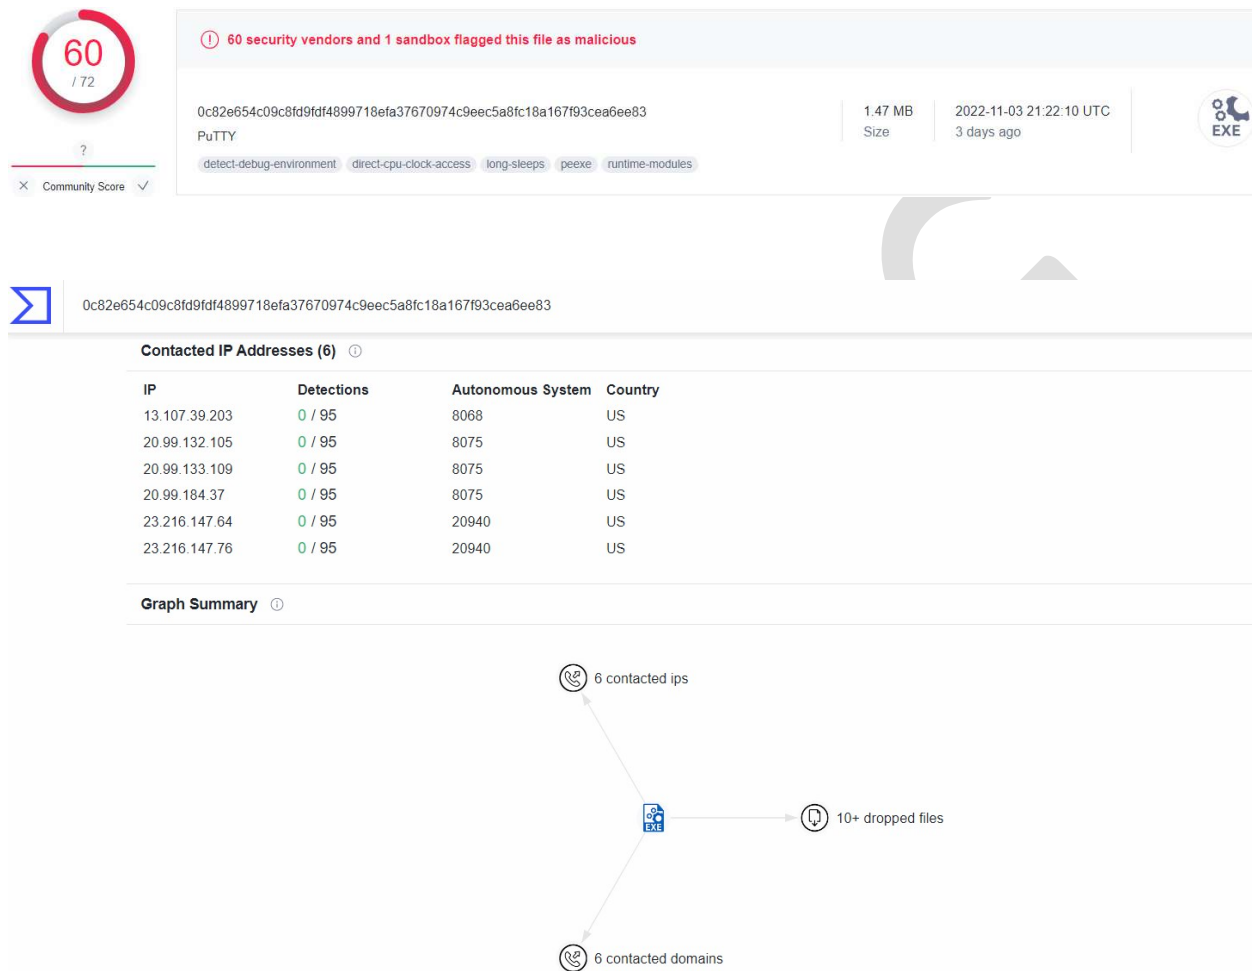 60
/ 72
?
Community Score
60 security vendors and 1 sandbox flagged this file as malicious
0c82e654c09c8fd9fdf4899718efa37670974c9eec5a8fc18a167f93cea6ee83
PuTTY
detect-debug-environment direct-cpu-clock-access long-sleeps peexe runtime-modules
1.47 MB
Size
2022-11-03 21:22:10 UTC
3 days ago
EXE
0c82e654c09c8fd9fdf4899718efa37670974c9eec5a8fc18a167f93cea6ee83
Contacted IP Addresses (6)
IP Detections Autonomous System Country
13.107.39.203 0 / 95 8068 US
20.99.132.105 0 / 95 8075 US
20.99.133.109 0 / 95 8075 US
20.99.184.37 0 / 95 8075 US
23.216.147.64 0 / 95 20940 US
23.216.147.76 0 / 95 20940 US
Graph Summary
6 contacted ips
EXE
10+ dropped files
6 contacted domains